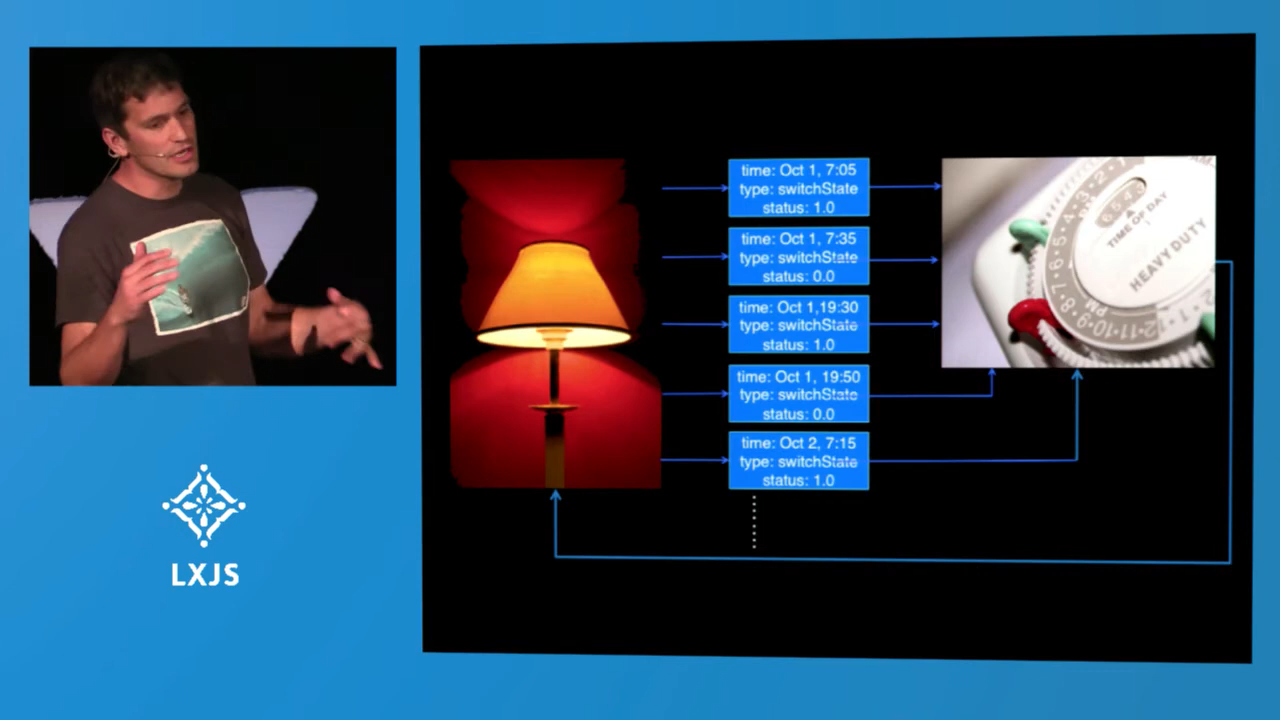 time: Oct 1, 7:05
type: switchState
status: 1.0
time: Oct 1, 7:35
type: switchState
status: 0.0
time: Oct 1,19:30
type: switchState
status: 1.0
time: Oct 1, 19:50
type: switchState
status: 0.0
time: Oct 2, 7:15
type: switchState
status: 1.0
TIME OF DAY
HEAVY DUTY
PM
LXJS